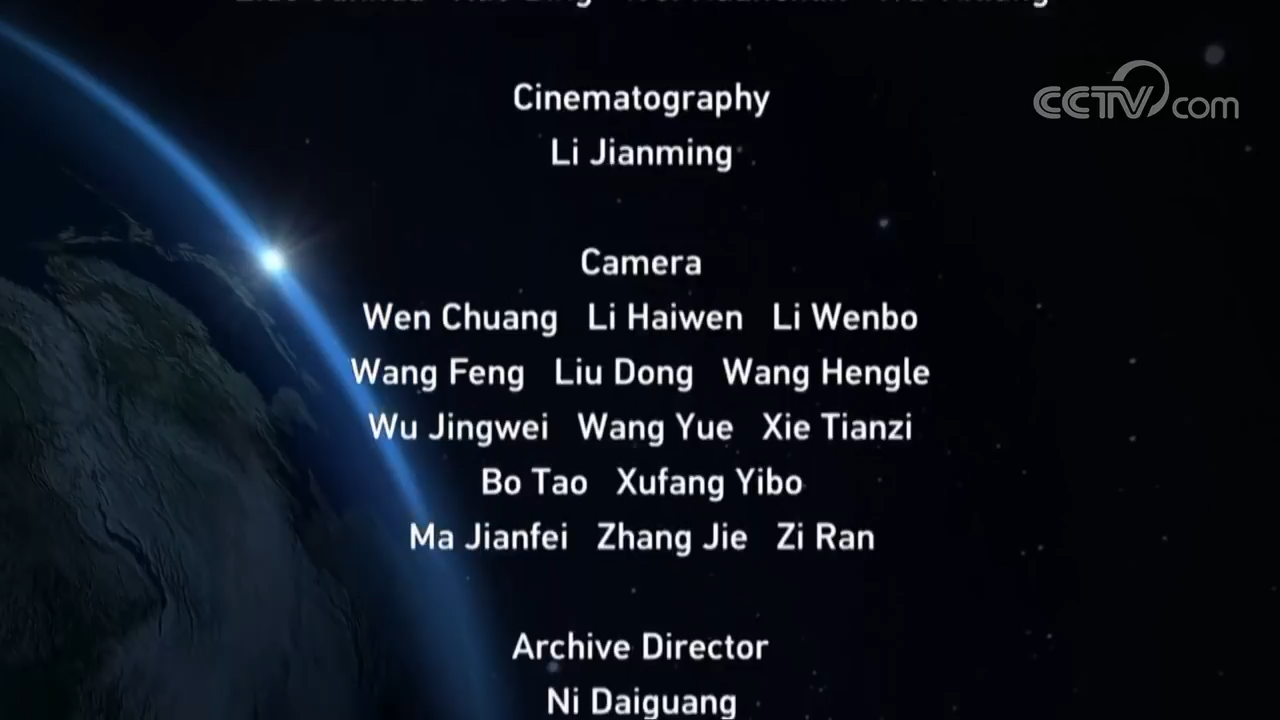 Cinematography
CCTV.com
Li Jianming
Camera
Wen Chuang Li Haiwen Li Wenbo
Wang Feng Liu Dong Wang Hengle
Wu Jingwei Wang Yue Xie Tianzi
Bo Tao Xufang Yibo
Ma Jianfei Zhang Jie Zi Ran
Archive Director
Ni Daiguang